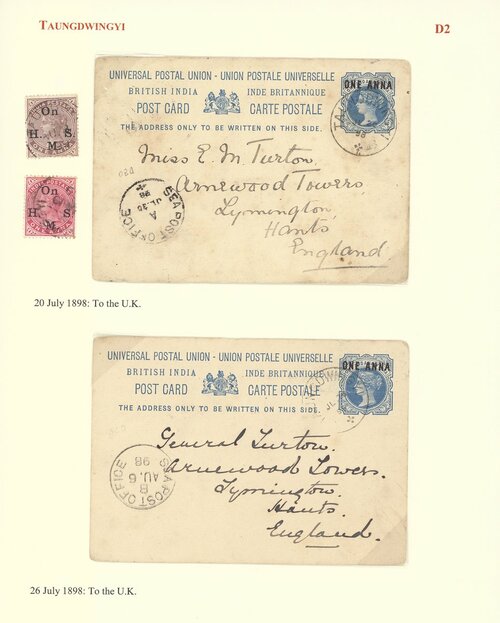 TAUNGDWINGYI
D2
On
H. S.
M.
On
H. S.
M.
UNIVERSAL POSTAL UNION - UNION POSTALE UNIVERSELLE
BRITISH INDIA INDE BRITANNIQUE
POST CARD CARTE POSTALE
THE ADDRESS ONLY TO BE WRITTEN ON THIS SIDE.
ONE ANNA
Miss E. M. Turton,
Arnewood Towers,
Lymington,
Hants,
England
SEA POST OFFICE
A
JL.25
98
20 July 1898: To the U.K.
UNIVERSAL POSTAL UNION - UNION POSTALE UNIVERSELLE
BRITISH INDIA INDE BRITANNIQUE
POST CARD CARTE POSTALE
THE ADDRESS ONLY TO BE WRITTEN ON THIS SIDE.
ONE ANNA
General Turton,
Arnewood Towers.
Lymington.
Hants.
England.
SEA POST OFFICE
B
AU.6
98
26 July 1898: To the U.K.